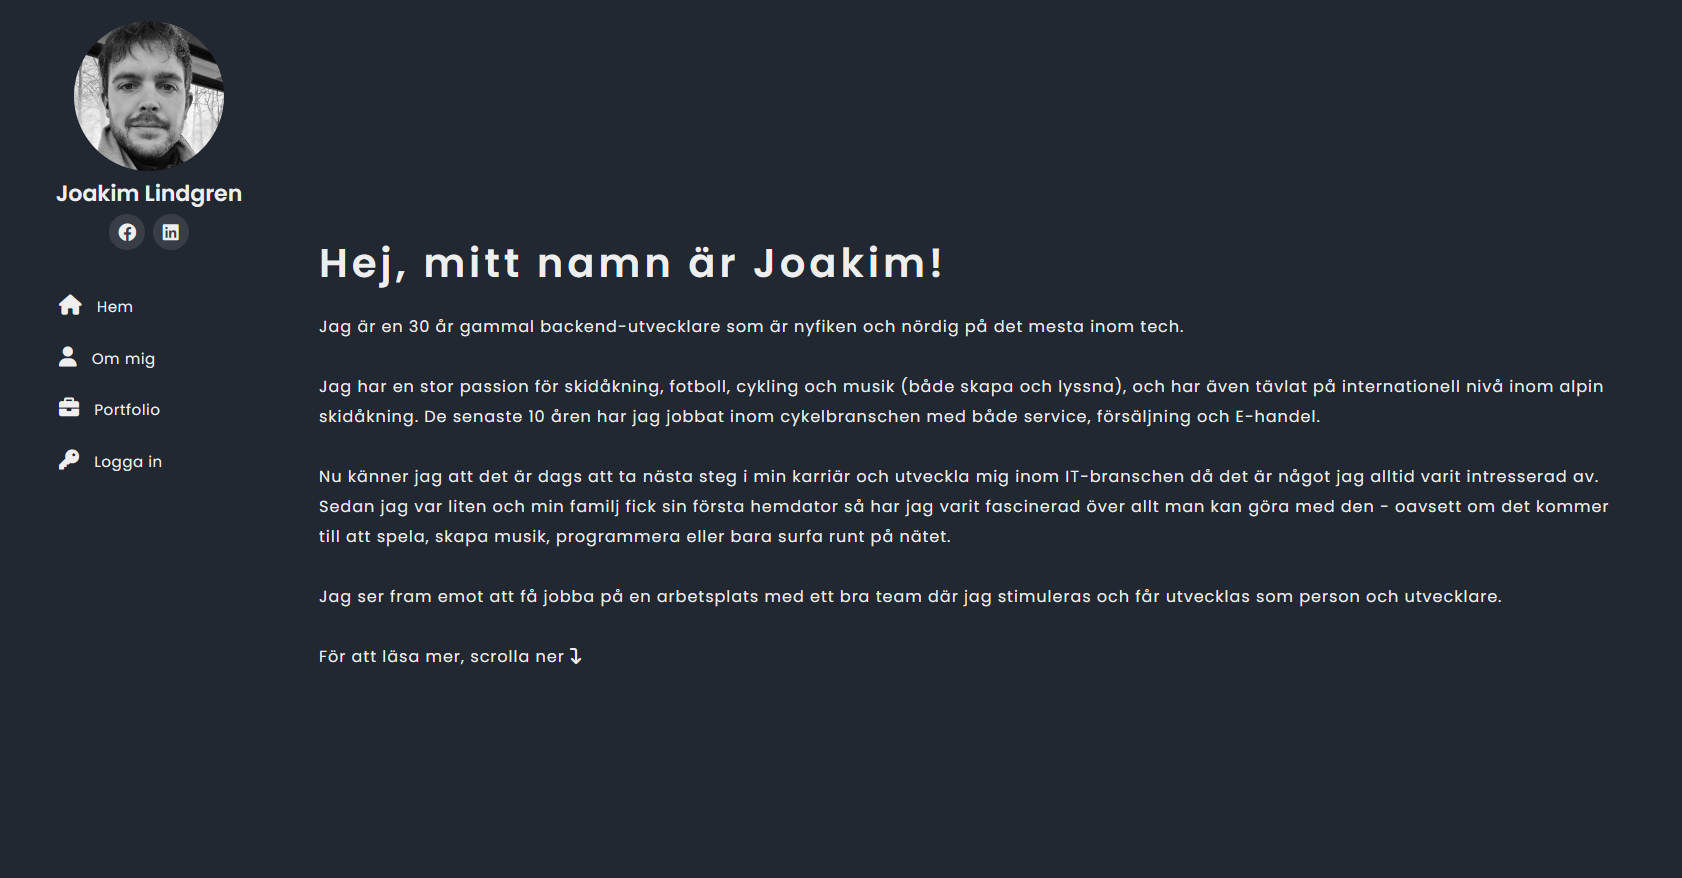 Joakim Lindgren
Hem
Om mig
Portfolio
Logga in
Hej, mitt namn är Joakim!
Jag är en 30 år gammal backend-utvecklare som är nyfiken och nördig på det mesta inom tech.
Jag har en stor passion för skidåkning, fotboll, cykling och musik (både skapa och lyssna), och har även tävlat på internationell nivå inom alpin
skidåkning. De senaste 10 åren har jag jobbat inom cykelbranschen med både service, försäljning och E-handel.
Nu känner jag att det är dags att ta nästa steg i min karriär och utveckla mig inom IT-branschen då det är något jag alltid varit intresserad av.
Sedan jag var liten och min familj fick sin första hemdator så har jag varit fascinerad över allt man kan göra med den - oavsett om det kommer
till att spela, skapa musik, programmera eller bara surfa runt på nätet.
Jag ser fram emot att få jobba på en arbetsplats med ett bra team där jag stimuleras och får utvecklas som person och utvecklare.
För att läsa mer, scrolla ner